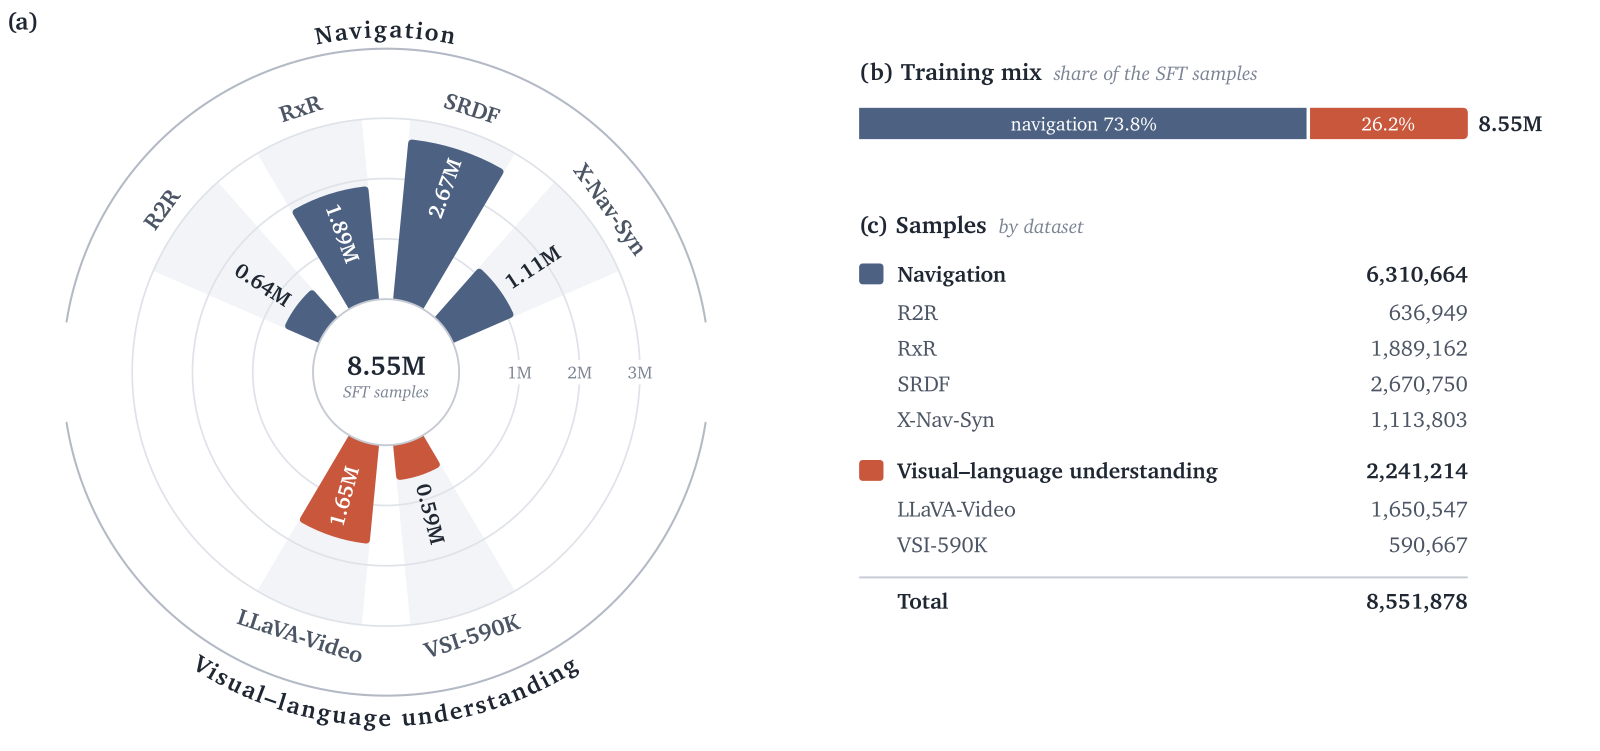 (a)
Navigation
RxR
SRDF
R2R
X-Nav-Syn
2.67M
1.89M
0.64M
1.11M
8.55M
SFT samples
1M
2M
3M
1.65M
0.59M
LLaVA-Video
VSI-590K
Visual–language understanding
(b) Training mix share of the SFT samples
navigation 73.8% 26.2% 8.55M
(c) Samples by dataset
Navigation 6,310,664
R2R 636,949
RxR 1,889,162
SRDF 2,670,750
X-Nav-Syn 1,113,803
Visual–language understanding 2,241,214
LLaVA-Video 1,650,547
VSI-590K 590,667
Total 8,551,878